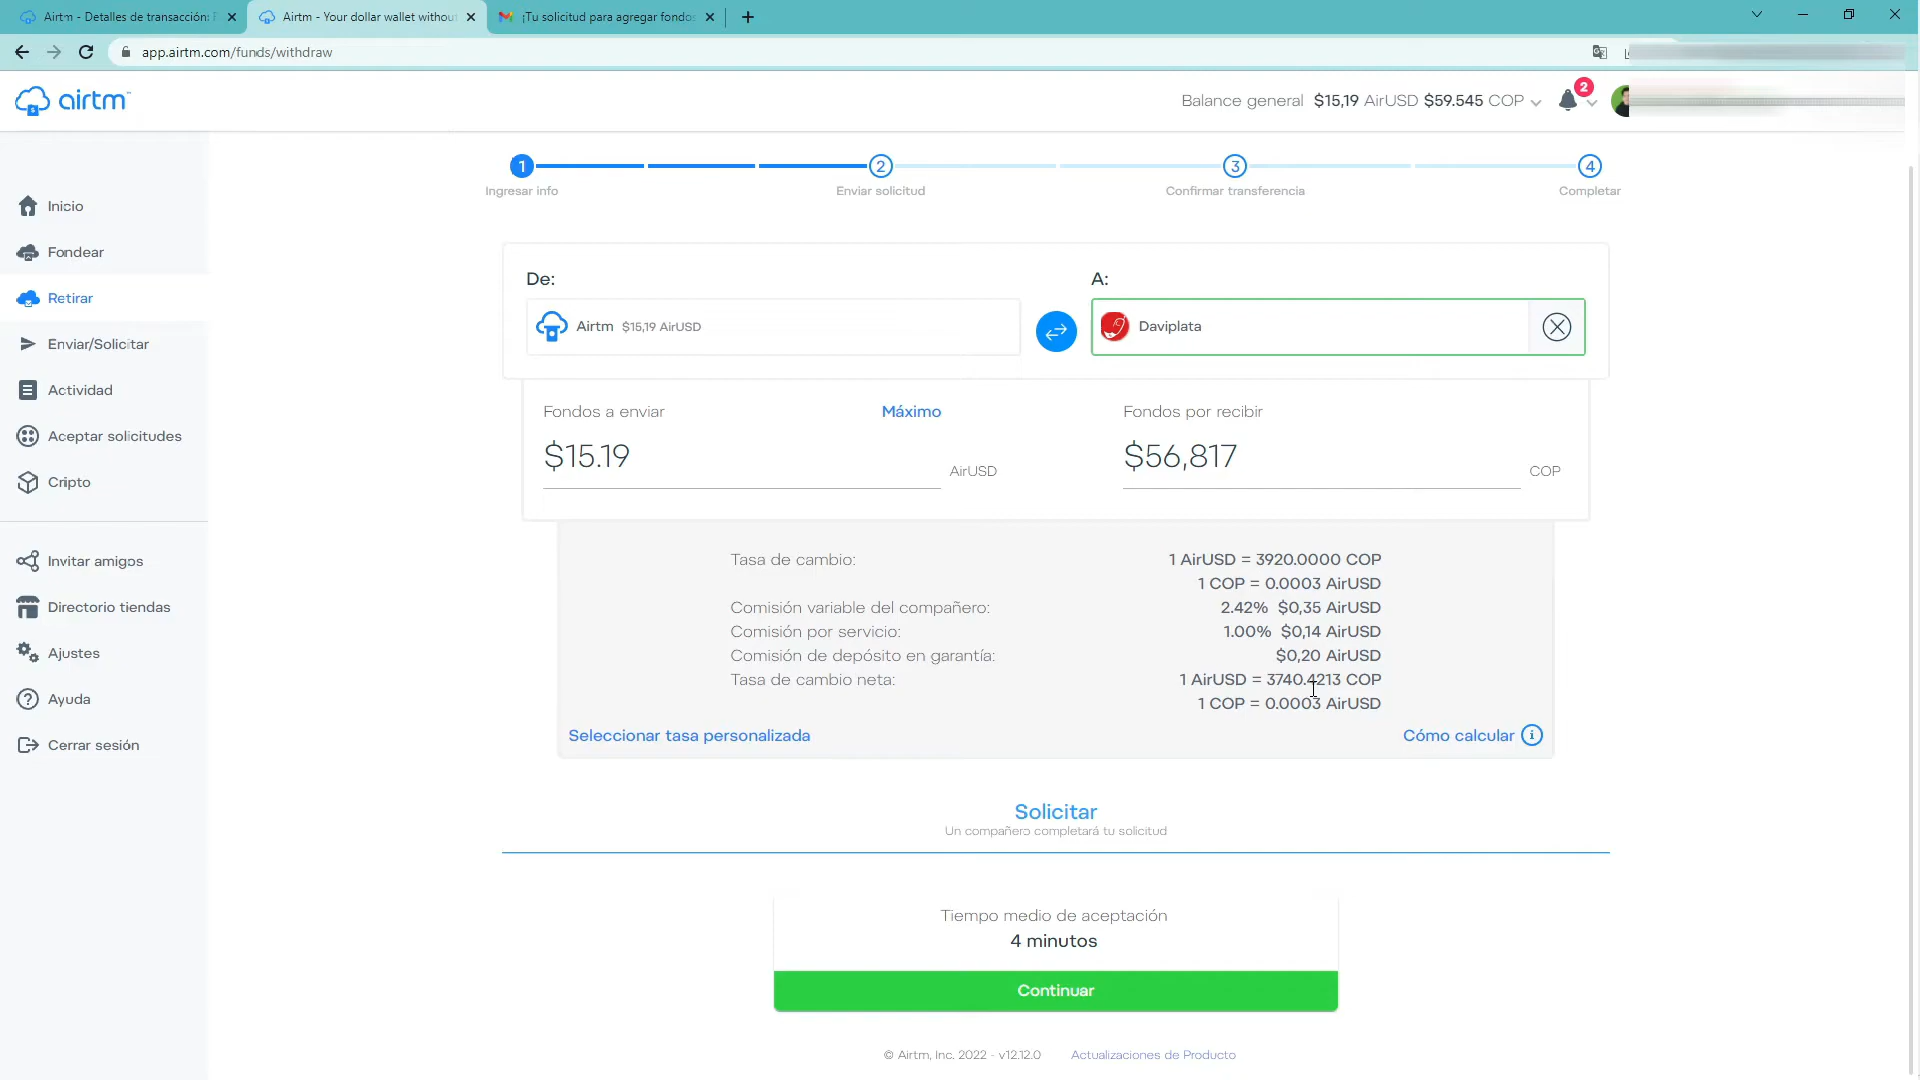 Airtm - Detalles de transacción:
Airtm - Your dollar wallet without
¡Tu solicitud para agregar fondos
app.airtm.com/funds/withdraw
airtm
Balance general $15,19 AirUSD $59.545 COP
2
1
2
3
4
Ingresar info
Enviar solicitud
Confirmar transferencia
Completar
Inicio
Fondear
Retirar
Enviar/Solicitar
Actividad
Aceptar solicitudes
Cripto
Invitar amigos
Directorio tiendas
Ajustes
Ayuda
Cerrar sesión
De:
A:
Airtm $15,19 AirUSD
Daviplata
Fondos a enviar
Máximo
Fondos por recibir
$15.19
AirUSD
$56,817
COP
Tasa de cambio: 1 AirUSD = 3920.0000 COP
1 COP = 0.0003 AirUSD
Comisión variable del compañero: 2.42% $0,35 AirUSD
Comisión por servicio: 1.00% $0,14 AirUSD
Comisión de depósito en garantía: $0,20 AirUSD
Tasa de cambio neta: 1 AirUSD = 3740.4213 COP
1 COP = 0.0003 AirUSD
Seleccionar tasa personalizada
Cómo calcular
Solicitar
Un compañero completará tu solicitud
Tiempo medio de aceptación
4 minutos
Continuar
© Airtm, Inc. 2022 - v12.12.0
Actualizaciones de Producto